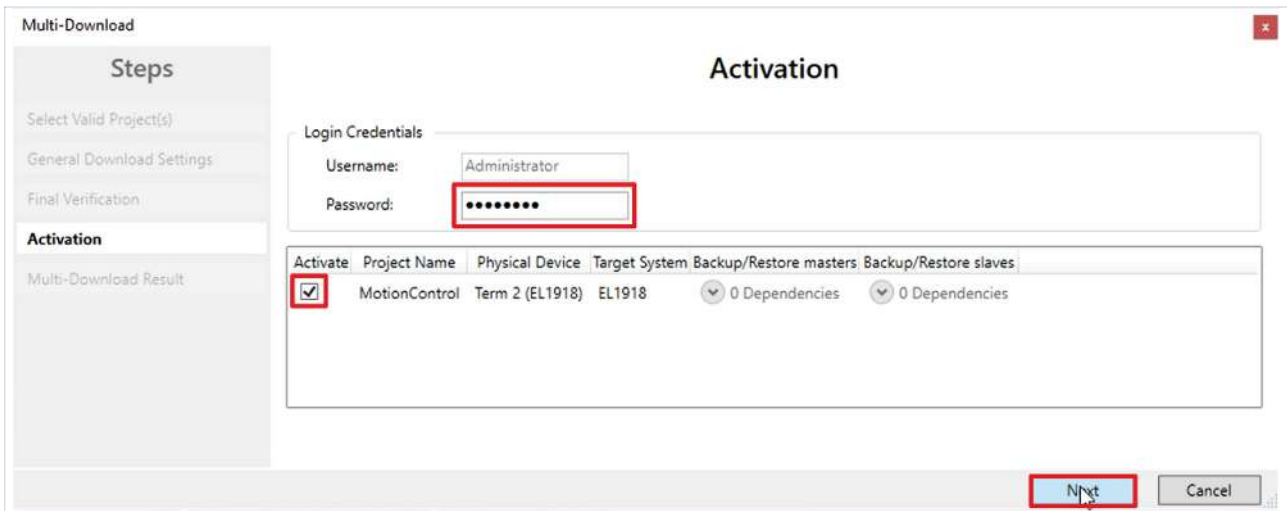 Multi-Download
x
Steps
Select Valid Project(s)
General Download Settings
Final Verification
Activation
Multi-Download Result
Activation
Login Credentials
Username: Administrator
Password: ●●●●●●●●
Activate Project Name Physical Device Target System Backup/Restore masters Backup/Restore slaves
MotionControl Term 2 (EL1918) EL1918 0 Dependencies 0 Dependencies
Next Cancel